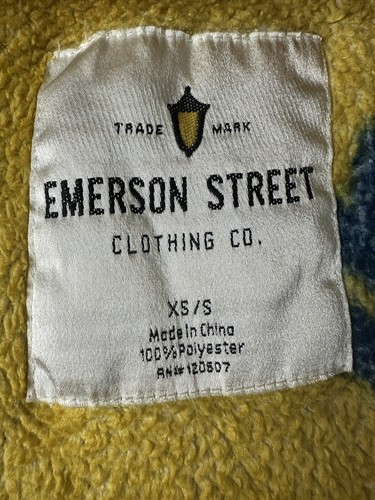 TRADE MARK
EMERSON STREET
CLOTHING CO.
XS/S
Made in China
100% Polyester
RN# 120607